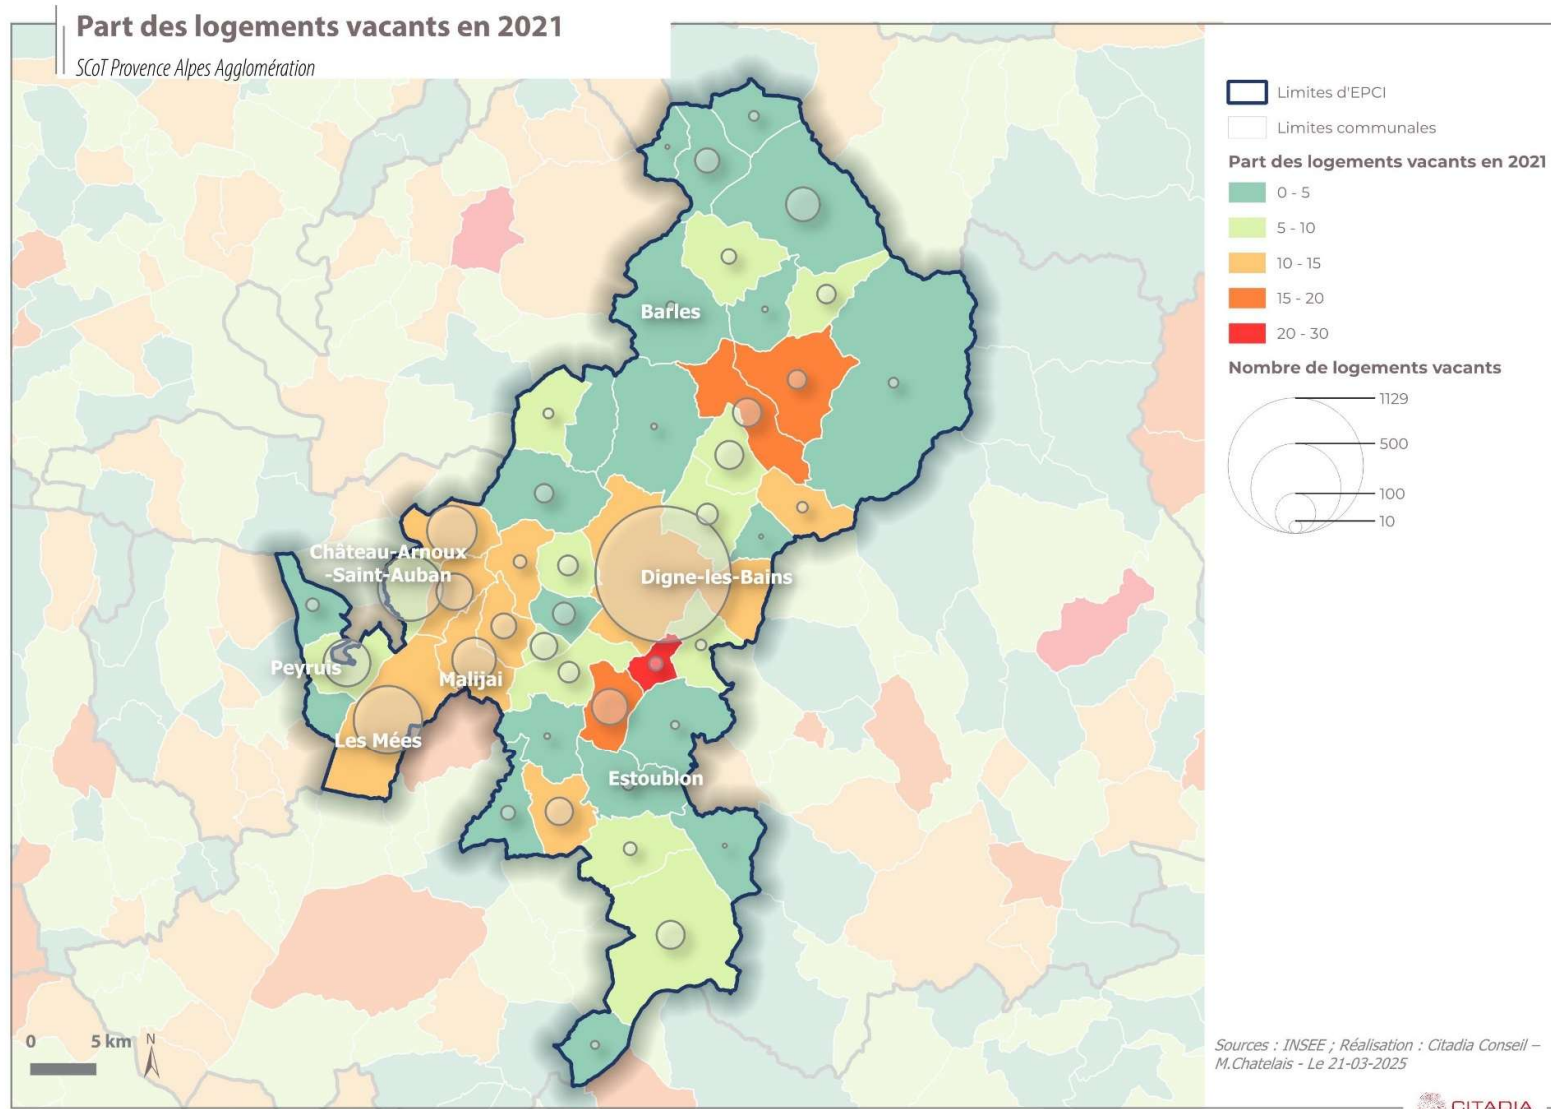 Part des logements vacants en 2021
SCoT Provence Alpes Agglomération
Limites d'EPCI
Limites communales
Part des logements vacants en 2021
0 - 5
5 - 10
10 - 15
15 - 20
20 - 30
Nombre de logements vacants
1129
500
100
10
Barles
Château-Arnoux
-Saint-Auban
Digne-les-Bains
Peyruis
Malijai
Les Mées
Estoublon
0 5 km N
Sources : INSEE ; Réalisation : Citadia Conseil –
M.Chatelais - Le 21-03-2025
CITADIA